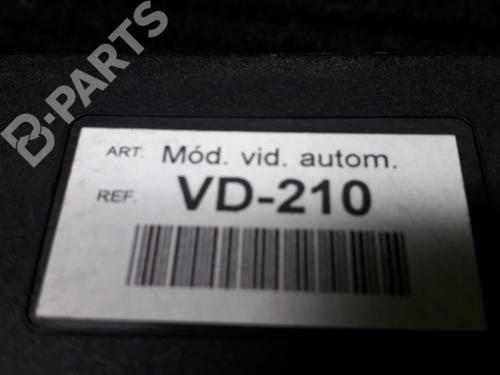 B-PARTS
ART. Mód. vid. autom.
REF. VD-210